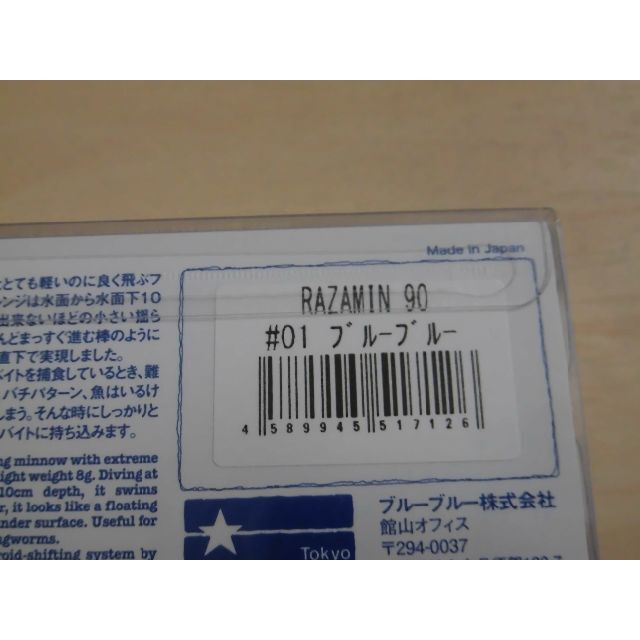 Made in Japan
とても軽いのに良く飛ぶフ
レンジは水面から水面下10
出来ないほどの小さい揺ら
んどまっすぐ進む棒のように
直下で実現しました。
ベイトを捕食しているとき、難
バチパターン、魚はいるけ
しまう。そんな時にしっかりと
バイトに持ち込みます。
RAZAMIN 90
#01 ブルーブルー
4 589945 517126
ng minnow with extreme
ight weight 8g. Diving at
10cm depth, it swims
r, it looks like a floating
nder surface. Useful for
ngworms.
roid-shifting system by
Tokyo
ブルーブルー株式会社
館山オフィス
〒294-0037